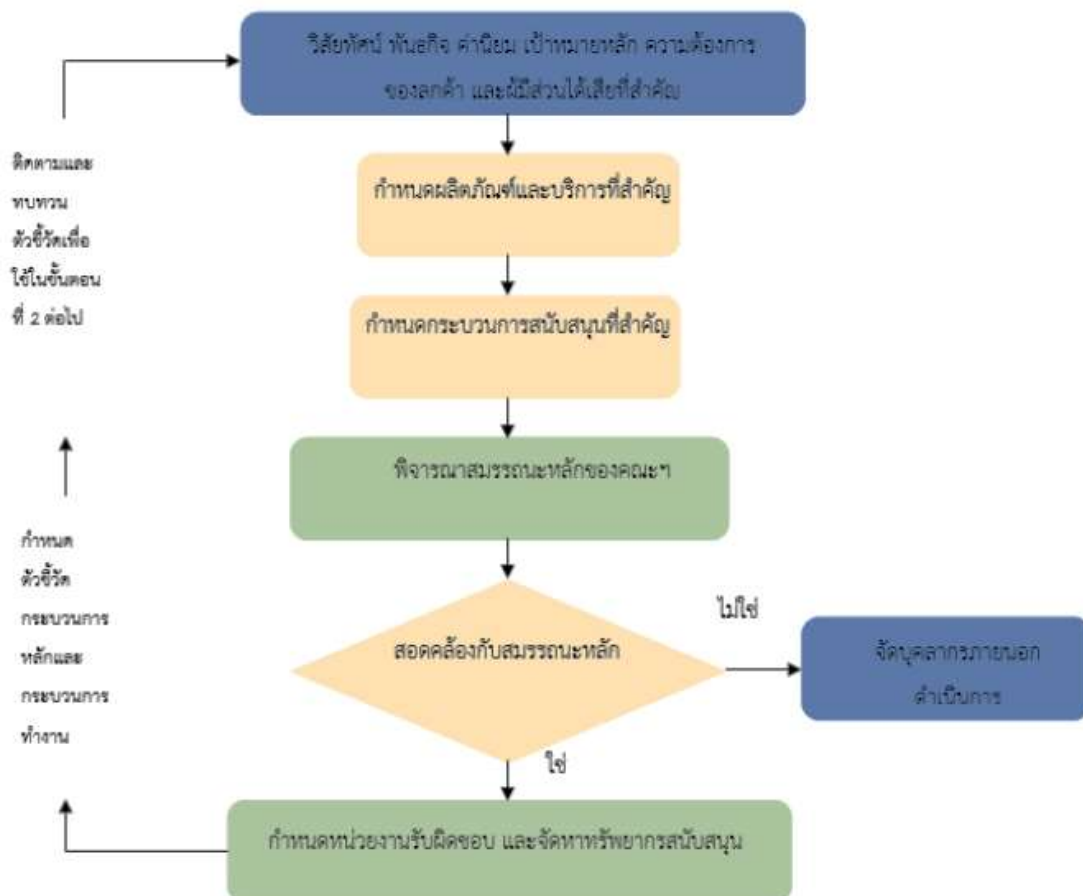 วิสัยทัศน์ พันธกิจ ค่านิยม เป้าหมายหลัก ความต้องการ
ของลูกค้า และผู้มีส่วนได้เสียที่สำคัญ
กำหนดผลิตภัณฑ์และบริการที่สำคัญ
กำหนดกระบวนการสนับสนุนที่สำคัญ
พิจารณาสมรรถนะหลักของคณะฯ
สอดคล้องกับสมรรถนะหลัก
ไม่ใช่
จัดบุคลากรภายนอก
ดำเนินการ
ใช่
กำหนดหน่วยงานรับผิดชอบ และจัดหาทรัพยากรสนับสนุน
กำหนด
ตัวชี้วัด
กระบวนการ
หลักและ
กระบวนการ
ทำงาน
ติดตามและ
ทบทวน
ตัวชี้วัดเพื่อ
ใช้ในขั้นตอน
ที่ 2 ต่อไป